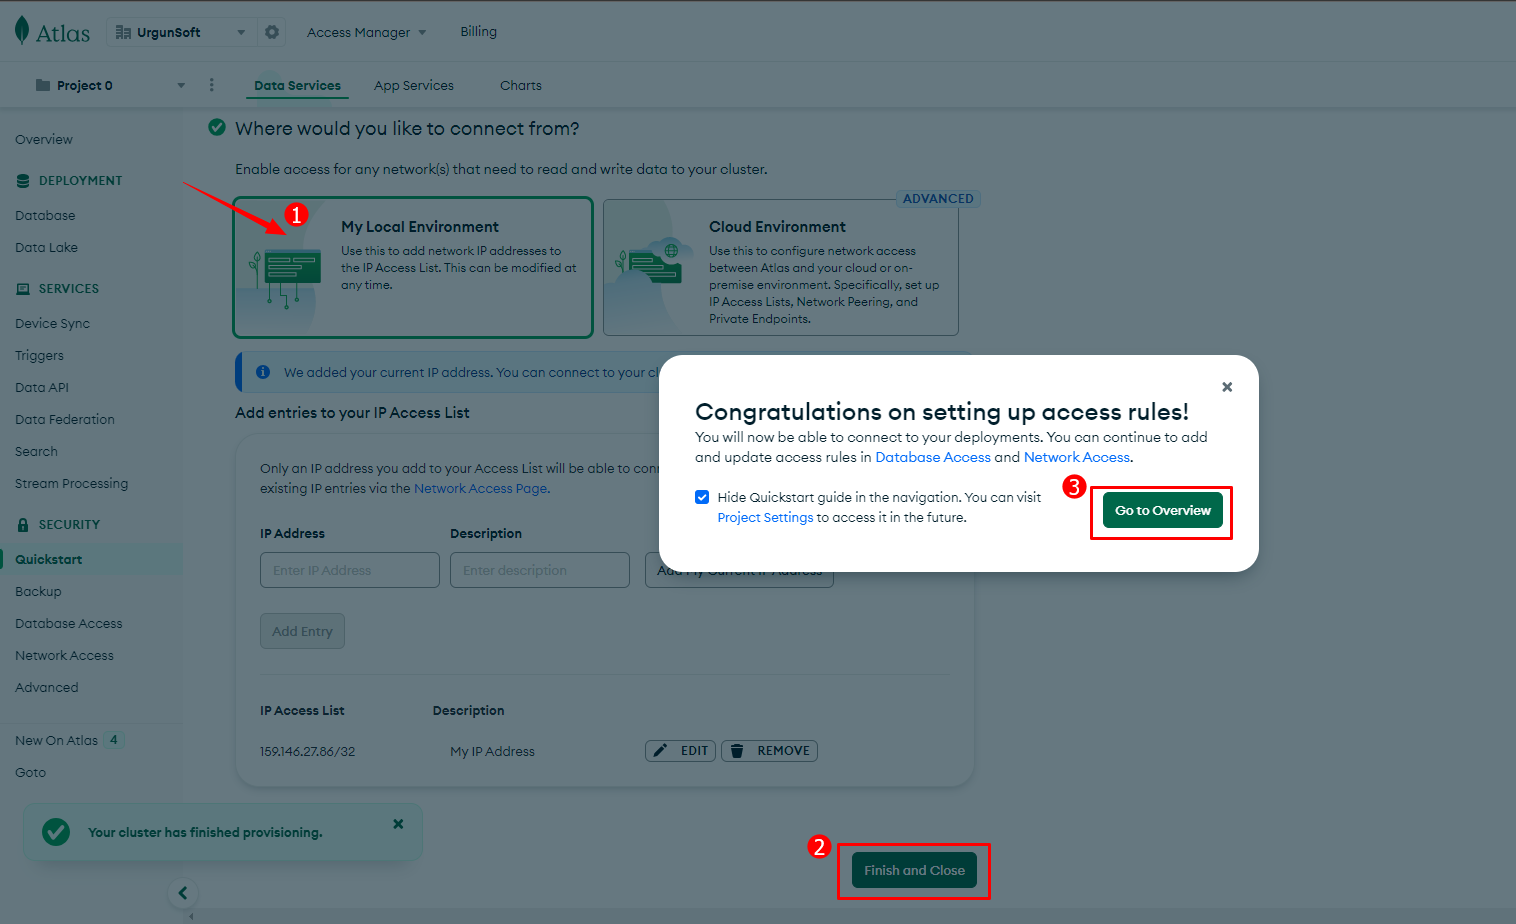 Atlas
UrgunSoft
Access Manager
Billing
Project 0
Data Services
App Services
Charts
Overview
DEPLOYMENT
Database
Data Lake
SERVICES
Device Sync
Triggers
Data API
Data Federation
Search
Stream Processing
SECURITY
Quickstart
Backup
Database Access
Network Access
Advanced
New On Atlas 4
Goto
Where would you like to connect from?
Enable access for any network(s) that need to read and write data to your cluster.
1
My Local Environment
Use this to add network IP addresses to
the IP Access List. This can be modified at
any time.
ADVANCED
Cloud Environment
Use this to configure network access
between Atlas and your cloud or on-
premise environment. Specifically, set up
IP Access Lists, Network Peering, and
Private Endpoints.
We added your current IP address. You can connect to your cl
Add entries to your IP Access List
Only an IP address you add to your Access List will be able to conn
existing IP entries via the Network Access Page.
IP Address
Description
Enter IP Address
Enter description
Add My Current IP Address
Add Entry
IP Access List
Description
159.146.27.86/32
My IP Address
EDIT
REMOVE
Congratulations on setting up access rules!
You will now be able to connect to your deployments. You can continue to add
and update access rules in Database Access and Network Access.
Hide Quickstart guide in the navigation. You can visit
Project Settings to access it in the future.
3
Go to Overview
Your cluster has finished provisioning.
2
Finish and Close